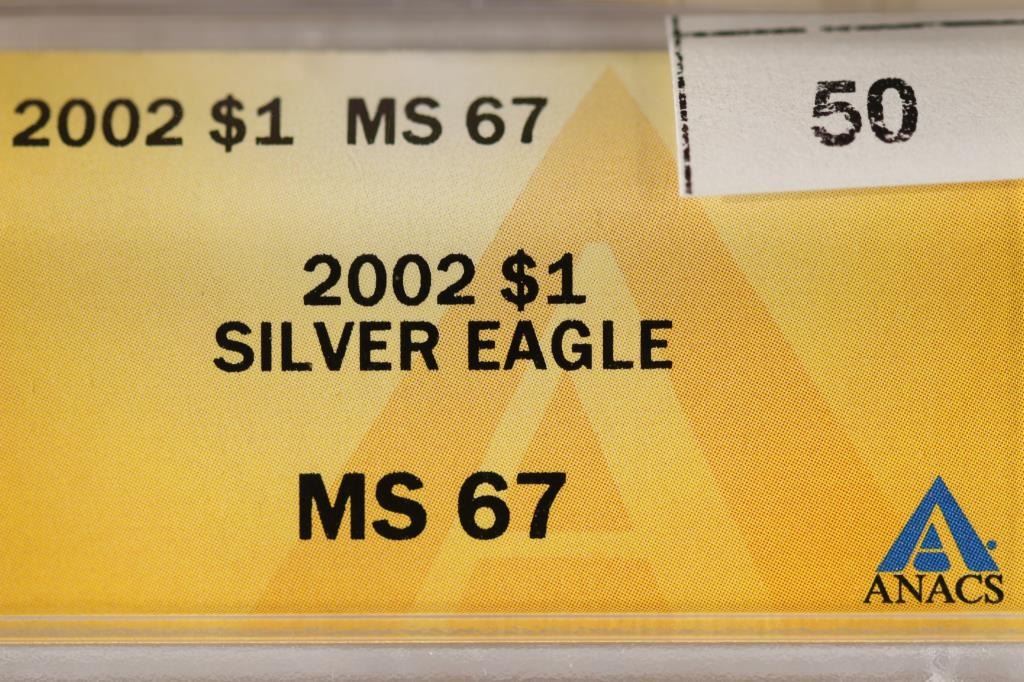 2002 $1 MS 67
50
2002 $1
SILVER EAGLE
MS 67
ANACS